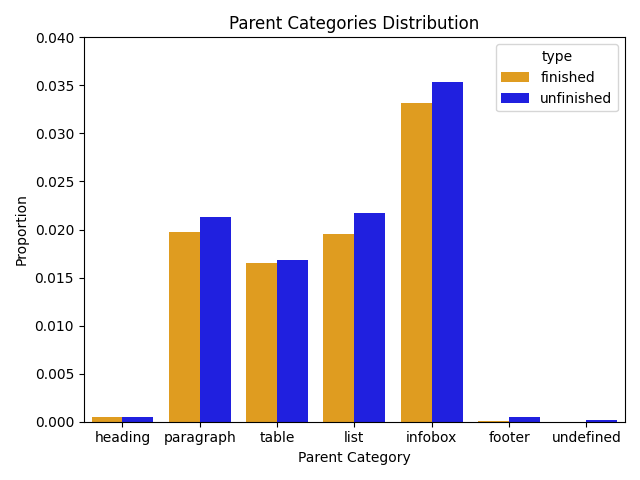 Parent Categories Distribution
0.040
0.035
0.030
0.025
0.020
0.015
0.010
0.005
0.000
Proportion
type
finished
unfinished
heading paragraph table list infobox footer undefined
Parent Category